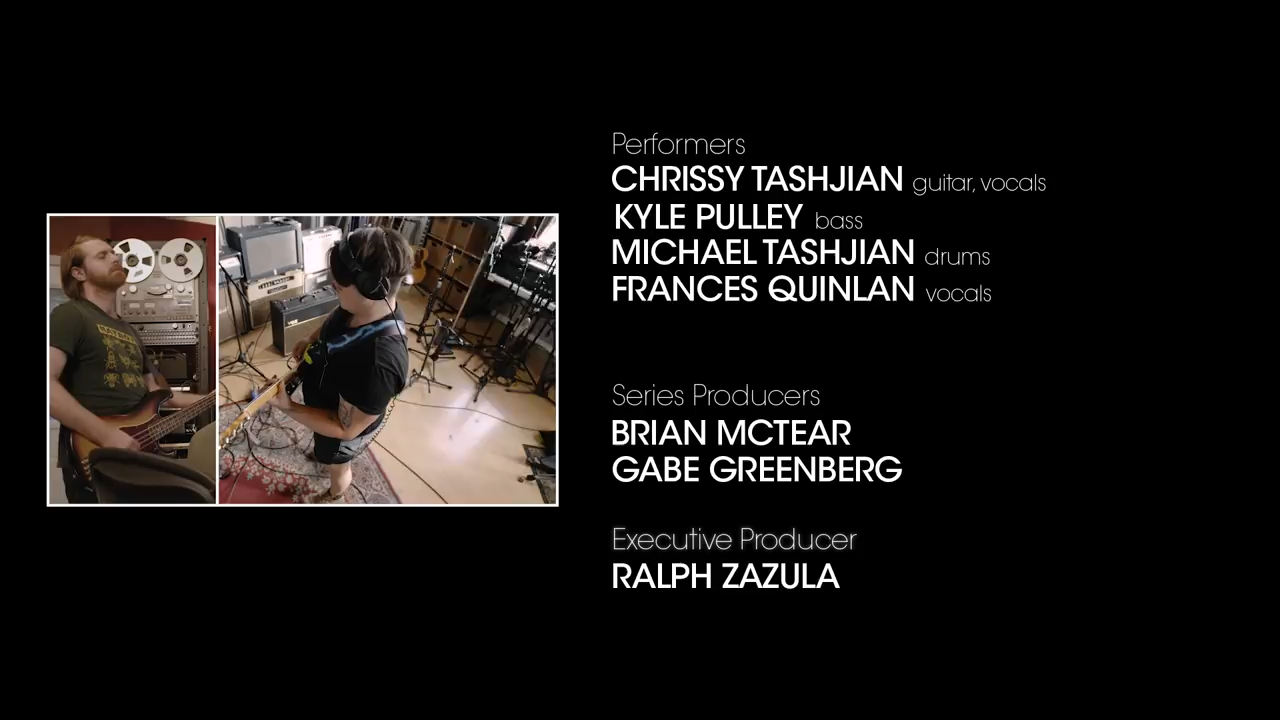 Performers
CHRISSY TASHJIAN guitar, vocals
KYLE PULLEY bass
MICHAEL TASHJIAN drums
FRANCES QUINLAN vocals
Series Producers
BRIAN MCTEAR
GABE GREENBERG
Executive Producer
RALPH ZAZULA